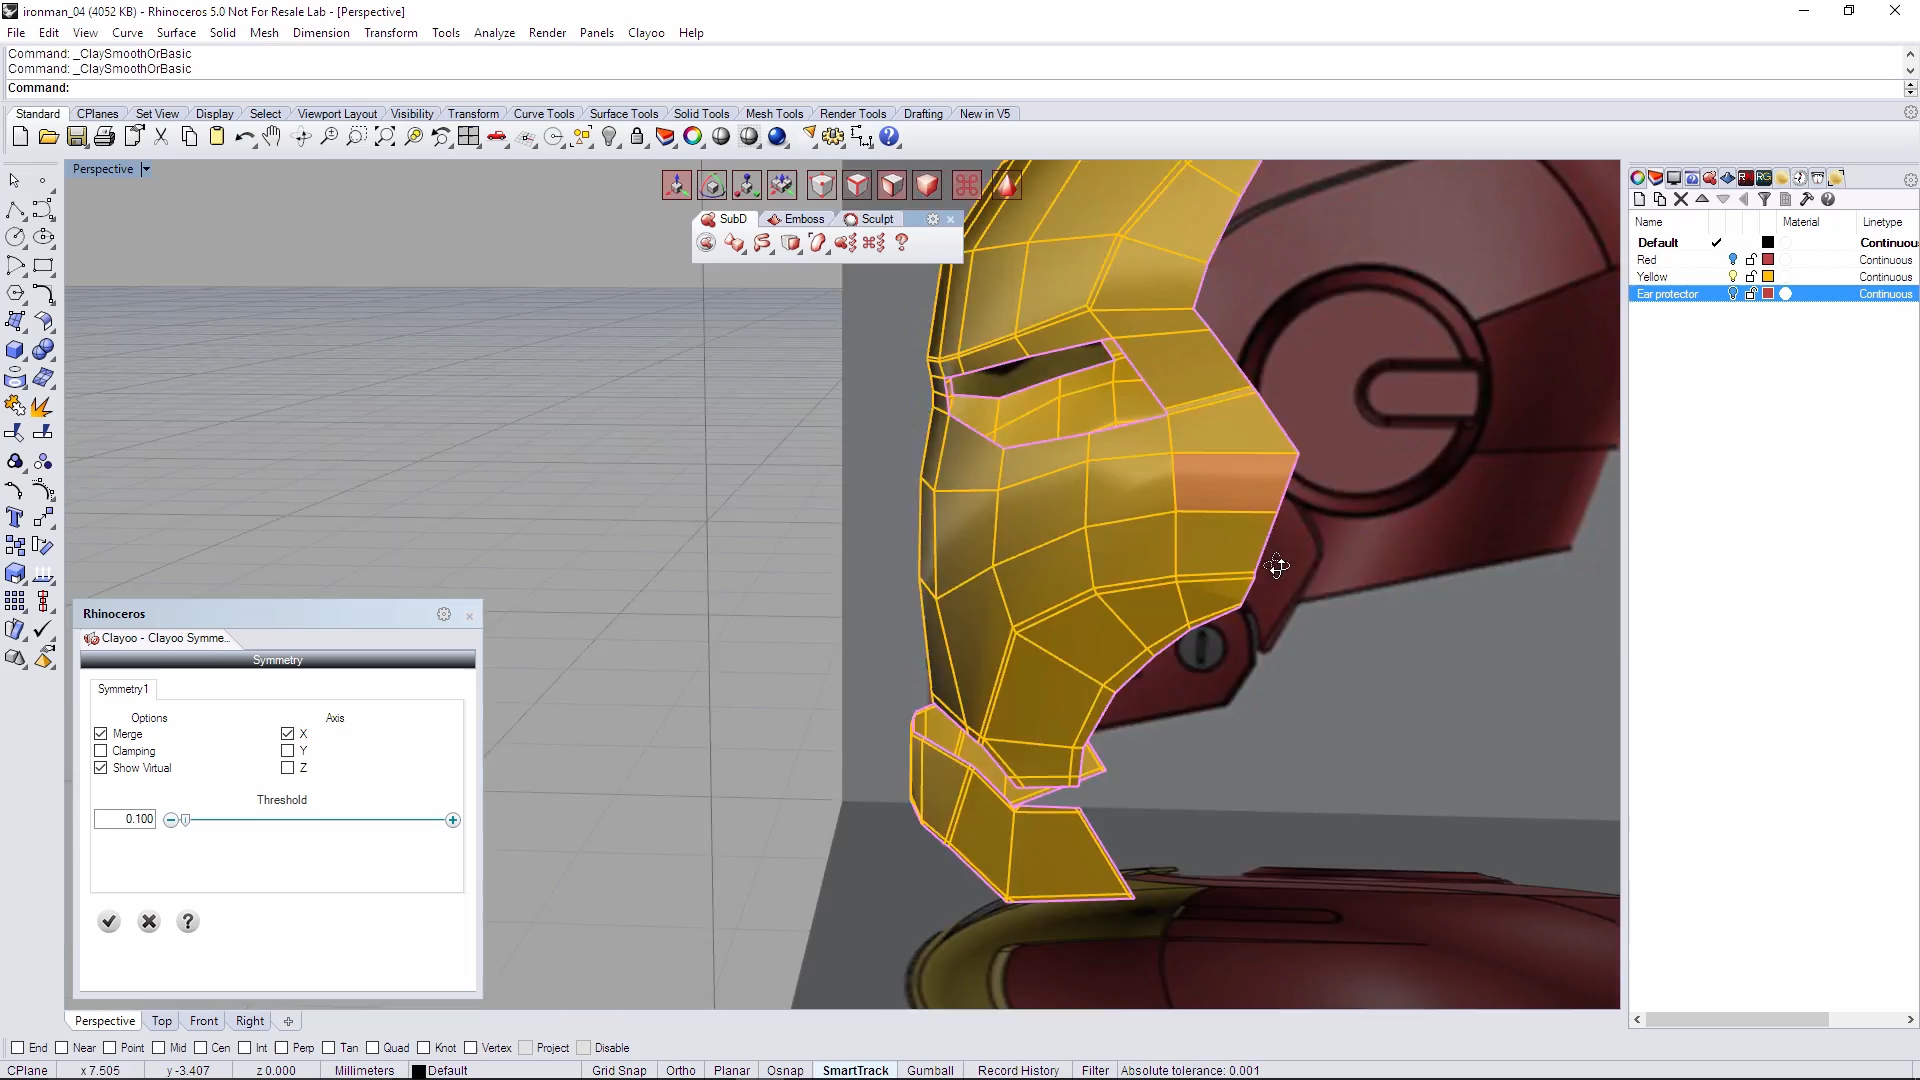 ironman_04 (4052 KB) - Rhinoceros 5.0 Not For Resale Lab - [Perspective]
File Edit View Curve Surface Solid Mesh Dimension Transform Tools Analyze Render Panels Clayoo Help
Command: _ClaySmoothOrBasic
Command: _ClaySmoothOrBasic
Command:
Standard CPlanes Set View Display Select Viewport Layout Visibility Transform Curve Tools Surface Tools Solid Tools Mesh Tools Render Tools Drafting New in V5
Perspective
SubD Emboss Sculpt
Name Material Linetype
Default Continuou
Red Continuous
Yellow Continuous
Ear protector Continuous
Rhinoceros
Clayoo - Clayoo Symme...
Symmetry
Symmetry1
Options Axis
Merge X
Clamping Y
Show Virtual Z
Threshold
0.100
Perspective Top Front Right
End Near Point Mid Cen Int Perp Tan Quad Knot Vertex Project Disable
CPlane x 7.505 y -3.407 z 0.000 Millimeters Default Grid Snap Ortho Planar Osnap SmartTrack Gumball Record History Filter Absolute tolerance: 0.001